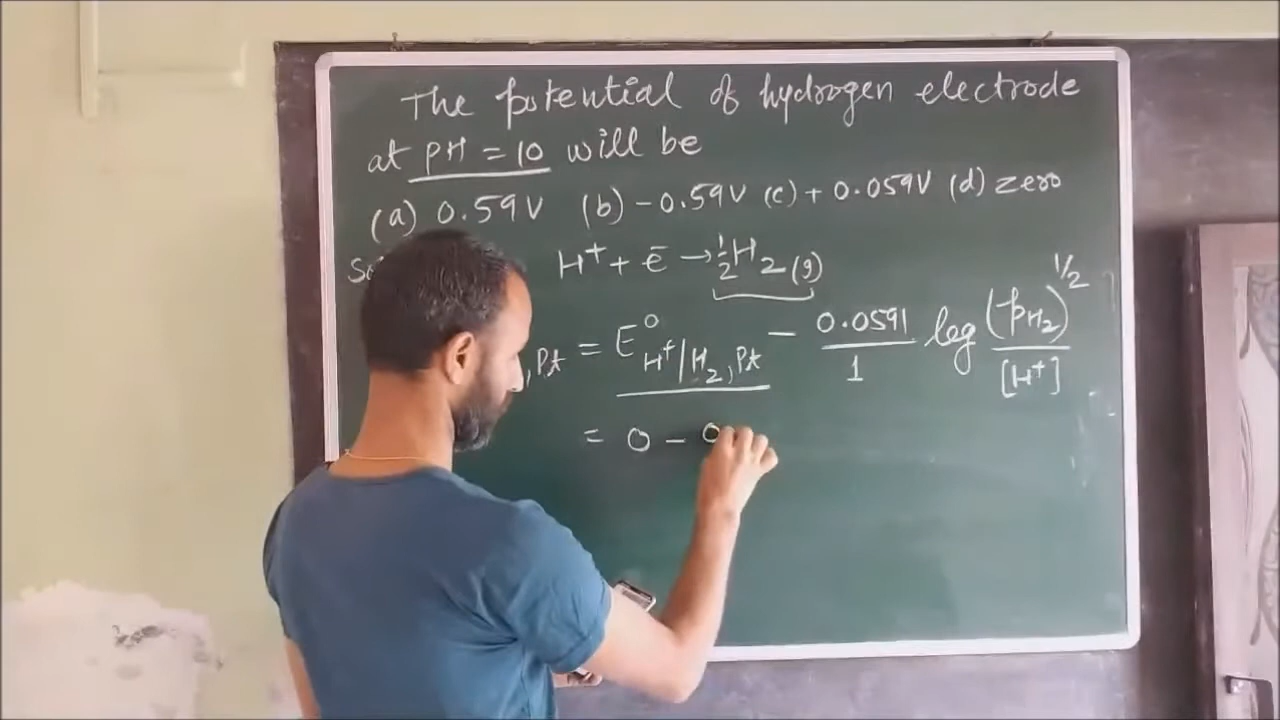 The potential of hydrogen electrode
at pH = 10 will be
(a) 0.59V (b) -0.59V (c) + 0.059V (d) zero
H⁺ + ē → ½H₂(g)
,Pt = E⁰ H⁺/H₂,Pt - 0.0591/1 log (pH₂)^1/2/[H⁺]
= 0 - 0